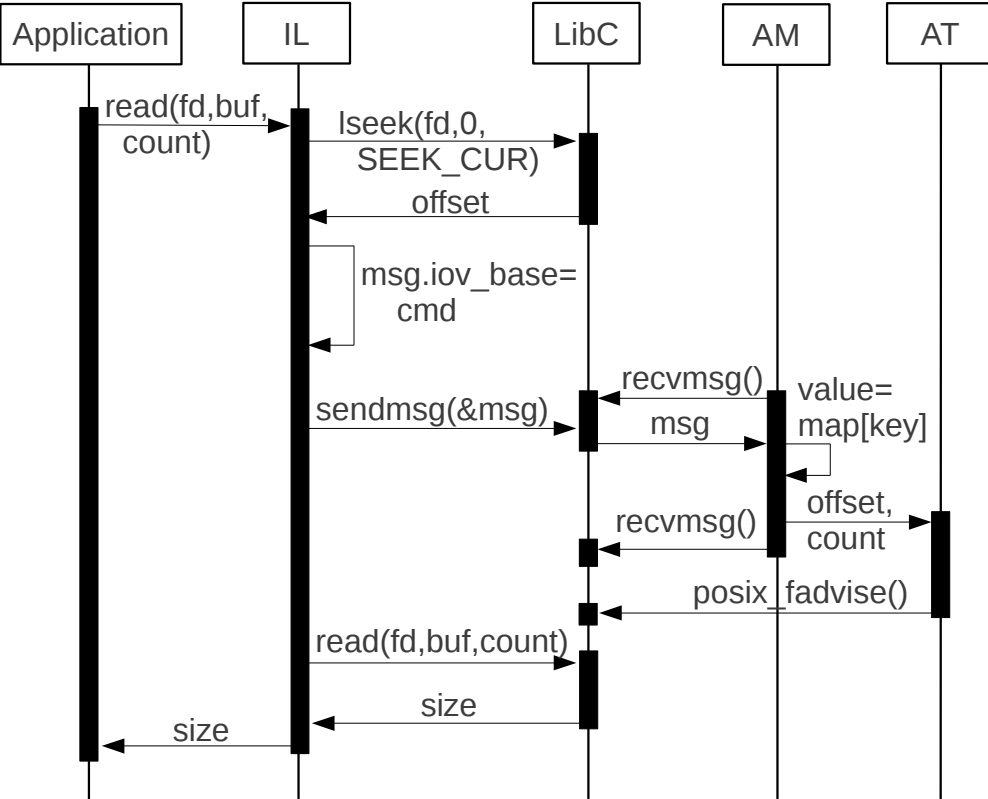 Application
IL
LibC
AM
AT
read(fd,buf,
count)
lseek(fd,0,
SEEK_CUR)
offset
msg.iov_base=
cmd
recvmsg()
value=
map[key]
sendmsg(&msg)
msg
offset,
count
recvmsg()
posix_fadvise()
read(fd,buf,count)
size
size